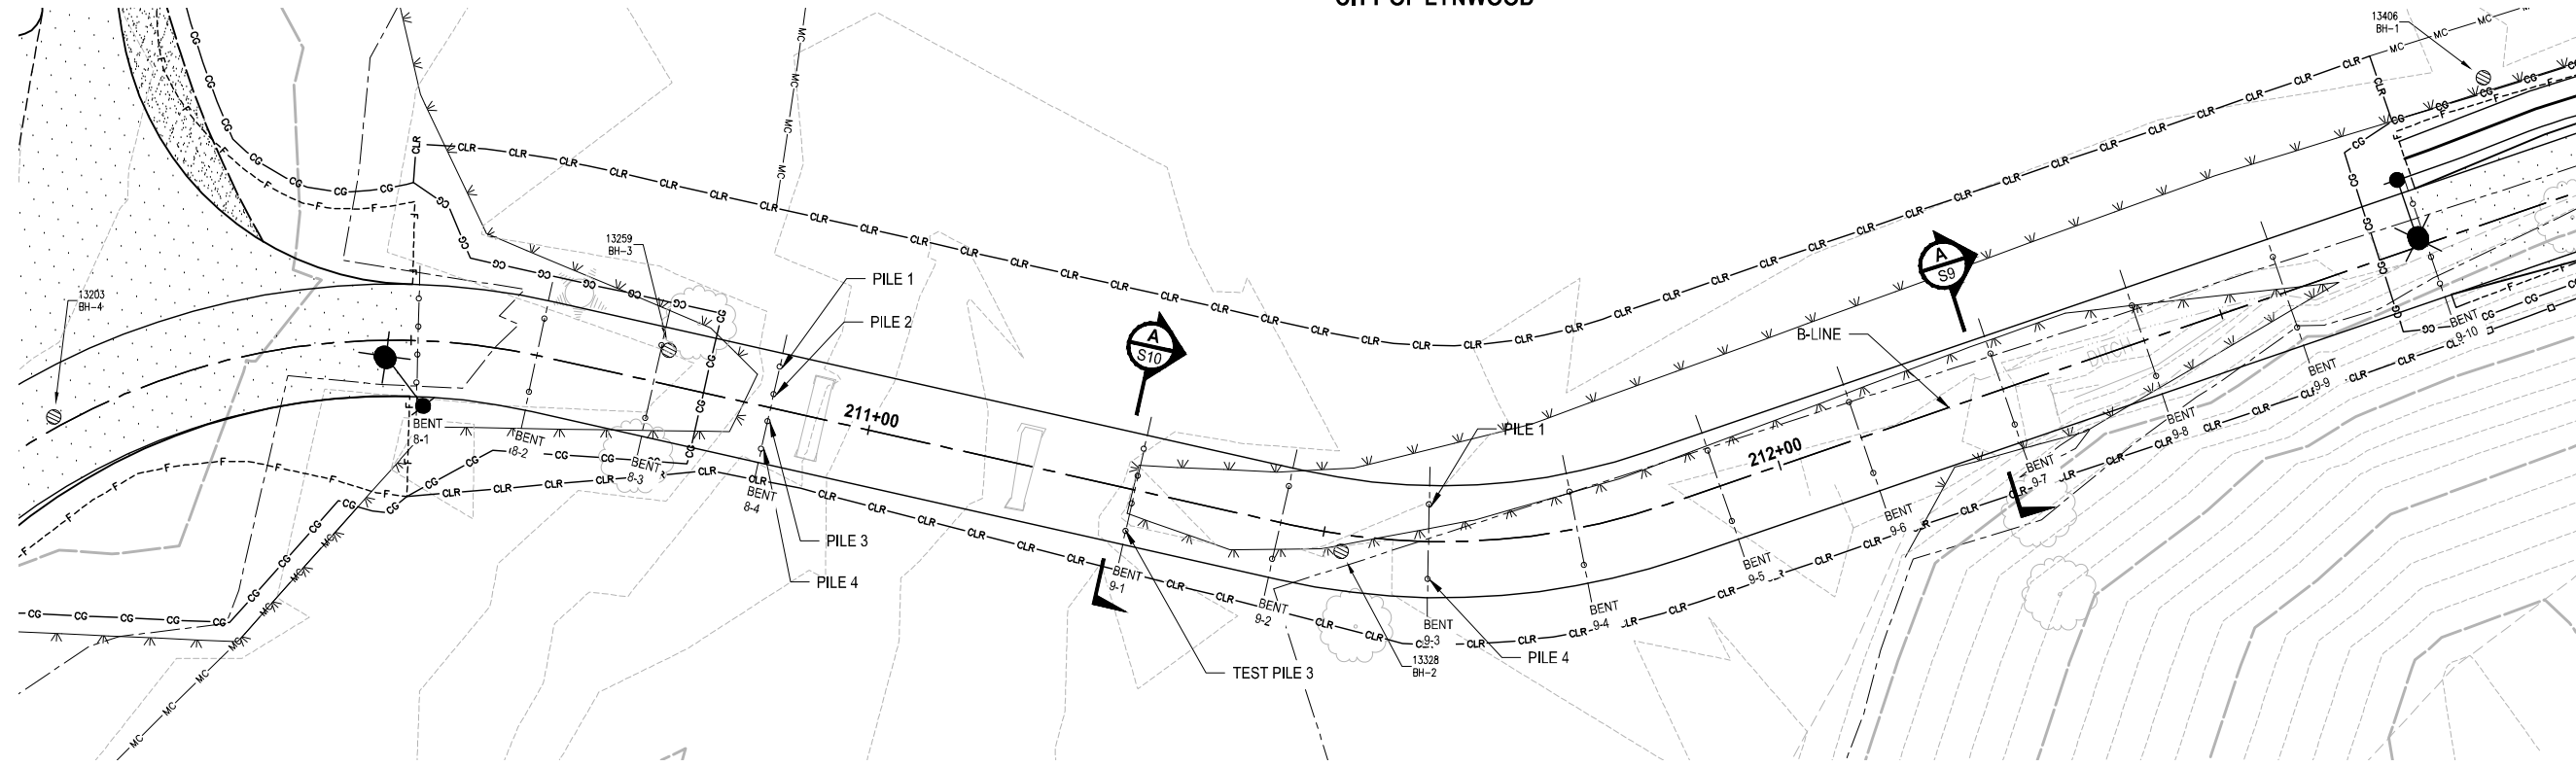 CITY OF LYNWOOD
13406
BH-1
13259
BH-3
13203
BH-4
PILE 1
PILE 2
A
S10
A
S9
B-LINE
211+00
212+00
PILE 1
DITCH
BENT
8-1
BENT
8-2
BENT
8-3
BENT
8-4
PILE 3
PILE 4
BENT
9-1
BENT
9-2
BENT
9-3
BENT
9-4
BENT
9-5
BENT
9-6
BENT
9-7
BENT
9-8
BENT
9-9
BENT
9-10
TEST PILE 3
13328
BH-2
PILE 4
CLR
CG
MC
F